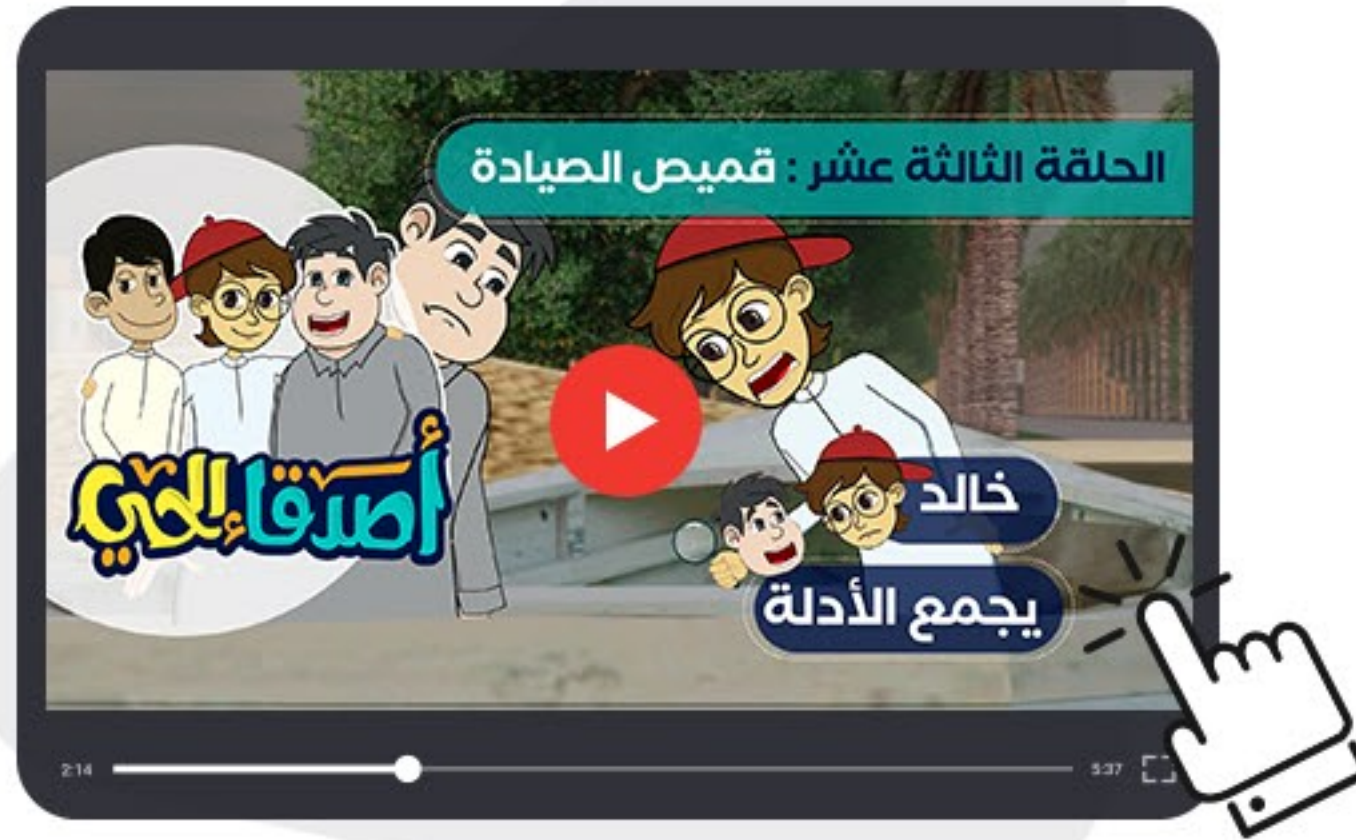 الحلقة الثالثة عشر : قميص الصيادة
أصدقاء الحي
خالد
يجمع الأدلة
2:14
5:37